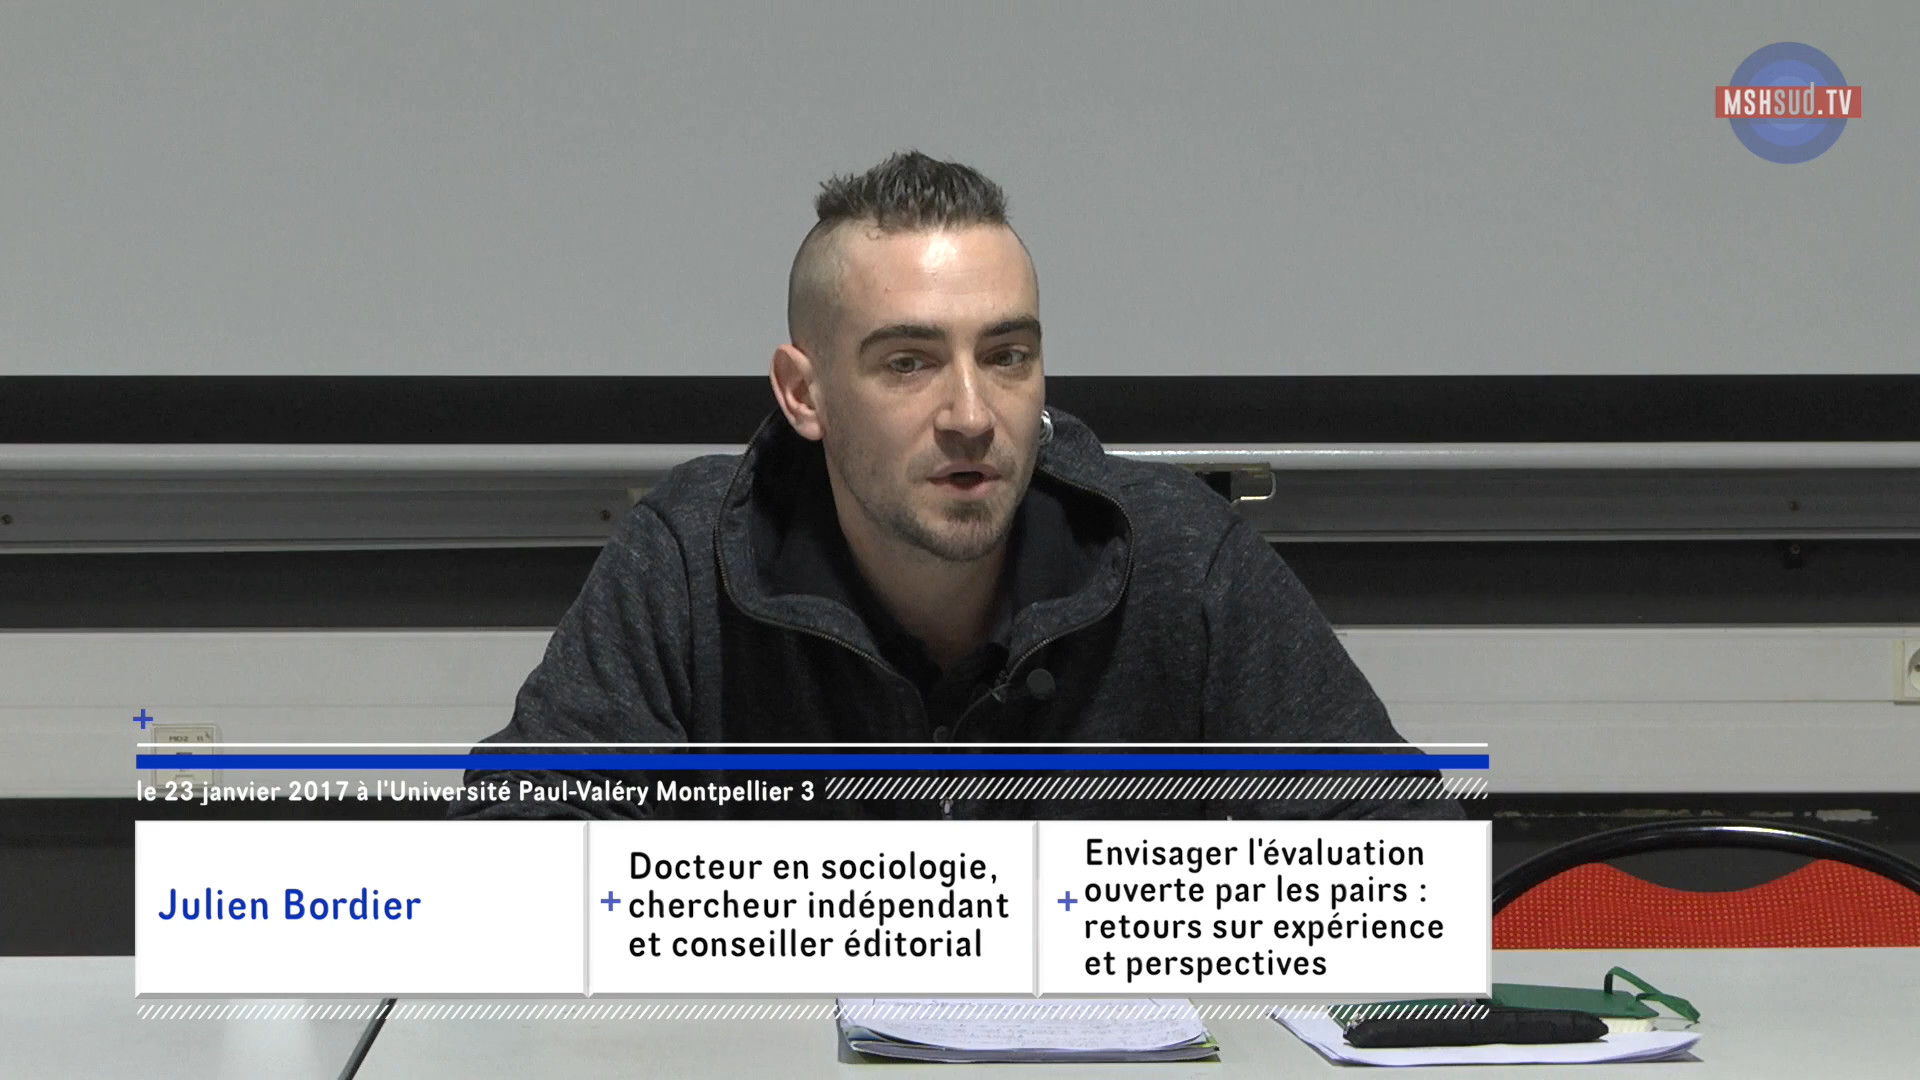 MSHSUD.TV
le 23 janvier 2017 à l'Université Paul-Valéry Montpellier 3
Julien Bordier
Docteur en sociologie,
chercheur indépendant
et conseiller éditorial
Envisager l'évaluation
ouverte par les pairs :
retours sur expérience
et perspectives